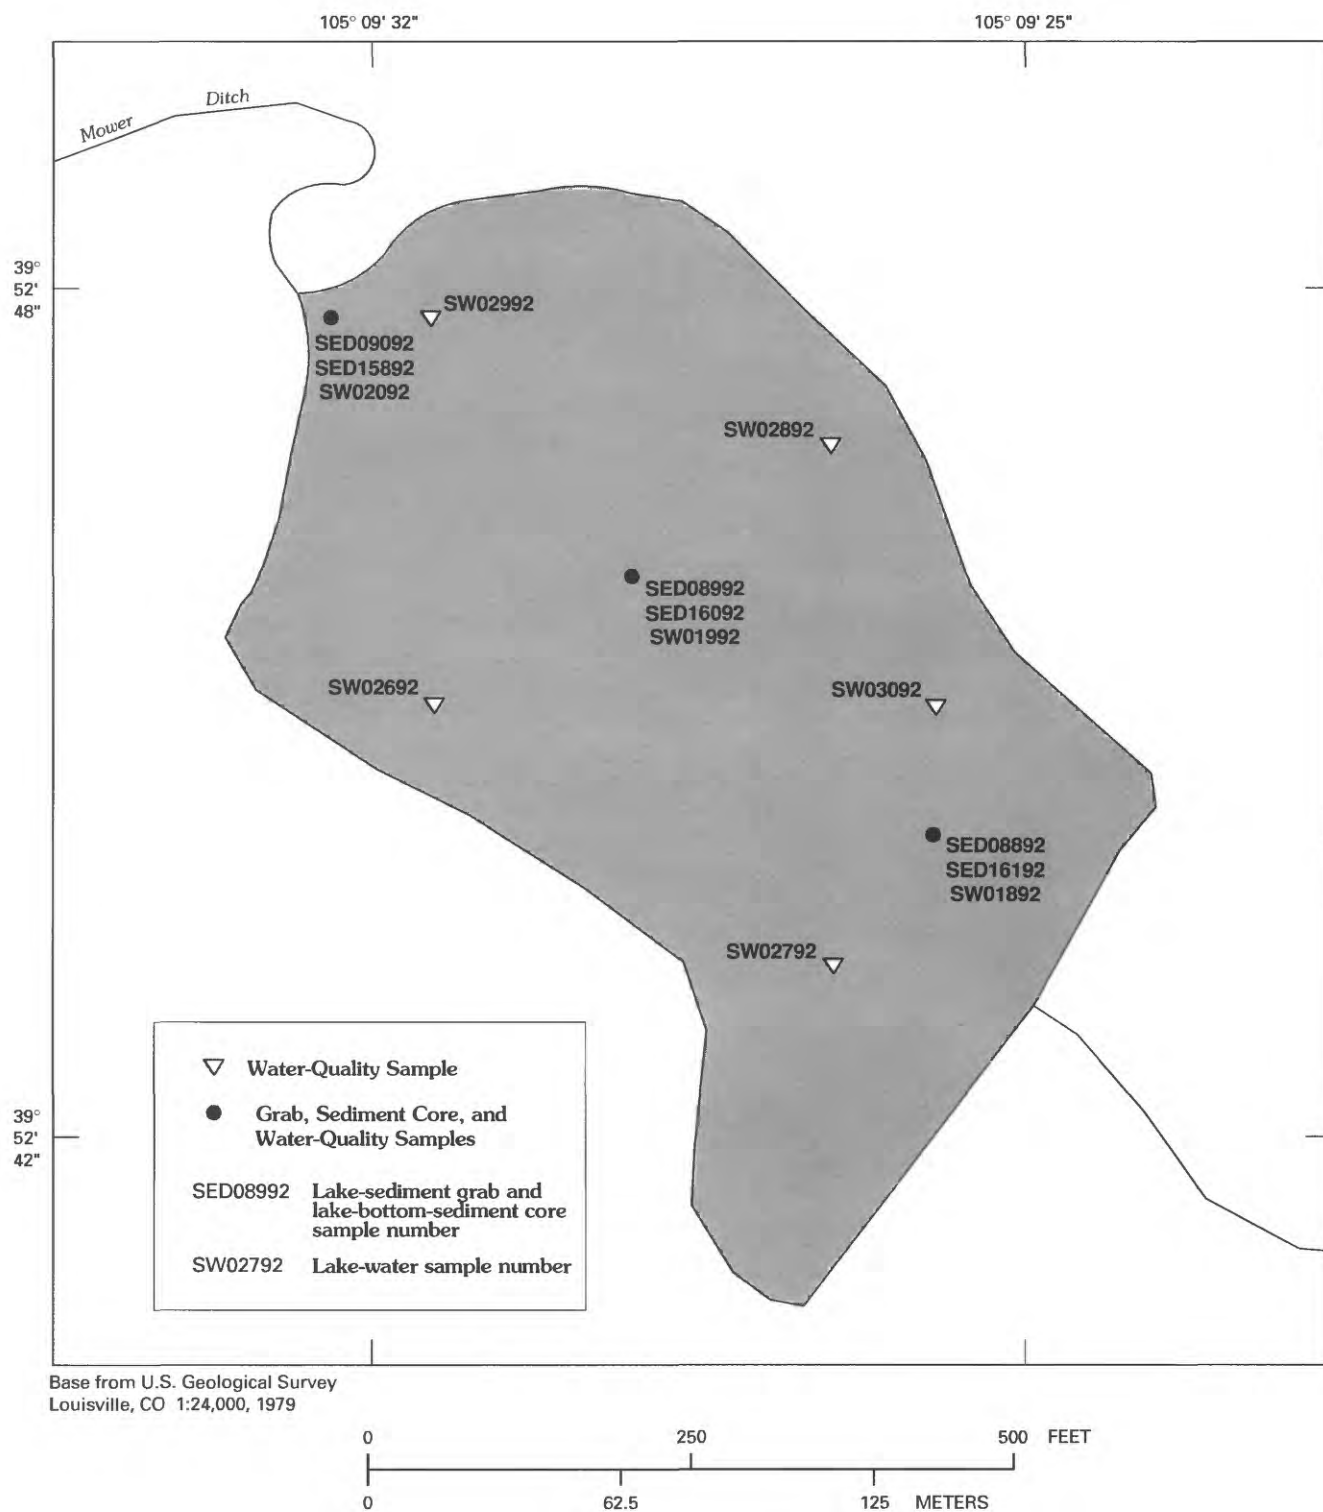 105° 09' 32"
105° 09' 25"
Mower Ditch
39°
52'
48"
SW02992
SED09092
SED15892
SW02092
SW02892
SED08992
SED16092
SW01992
SW02692
SW03092
SED08892
SED16192
SW01892
SW02792
Water-Quality Sample
Grab, Sediment Core, and
Water-Quality Samples
SED08992 Lake-sediment grab and
lake-bottom-sediment core
sample number
SW02792 Lake-water sample number
39°
52'
42"
Base from U.S. Geological Survey
Louisville, CO 1:24,000, 1979
0 250 500 FEET
0 62.5 125 METERS